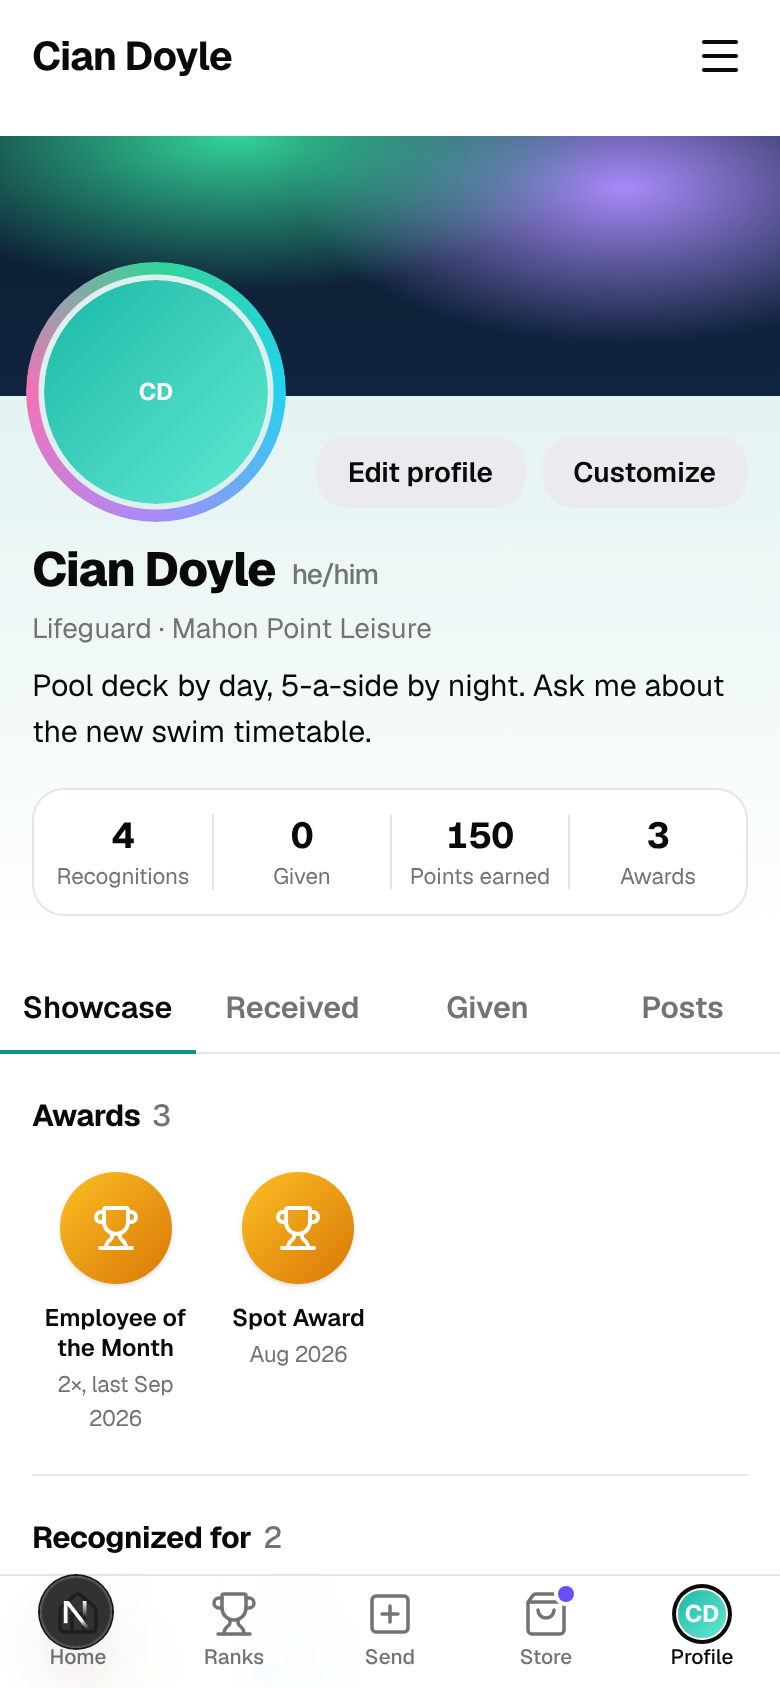 Cian Doyle
CD
Edit profile
Customize
Cian Doyle he/him
Lifeguard · Mahon Point Leisure
Pool deck by day, 5-a-side by night. Ask me about
the new swim timetable.
4
Recognitions
0
Given
150
Points earned
3
Awards
Showcase
Received
Given
Posts
Awards 3
Employee of
the Month
2×, last Sep
2026
Spot Award
Aug 2026
Recognized for 2
N
Home
Ranks
Send
Store
CD
Profile